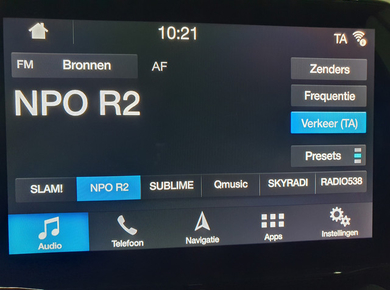 10:21
TA
FM Bronnen
AF
Zenders
NPO R2
Frequentie
Verkeer (TA)
Presets
SLAM! NPO R2 SUBLIME Qmusic SKYRADI RADIO538
Audio Telefoon Navigatie Apps Instellingen